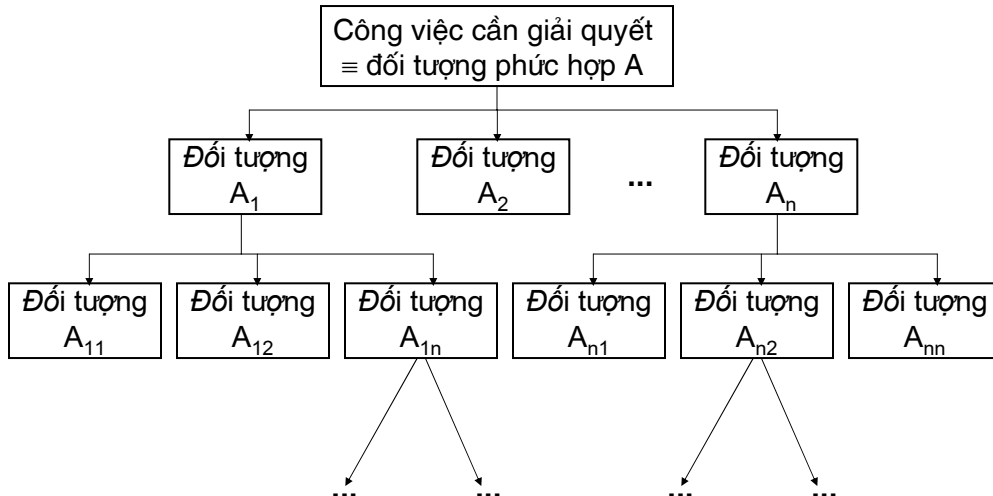 Công việc cần giải quyết
≡ đối tượng phức hợp A
Đối tượng
A₁
Đối tượng
A₂
...
Đối tượng
Aₙ
Đối tượng
A₁₁
Đối tượng
A₁₂
Đối tượng
A₁ₙ
Đối tượng
Aₙ₁
Đối tượng
Aₙ₂
Đối tượng
Aₙₙ
... ... ... ...